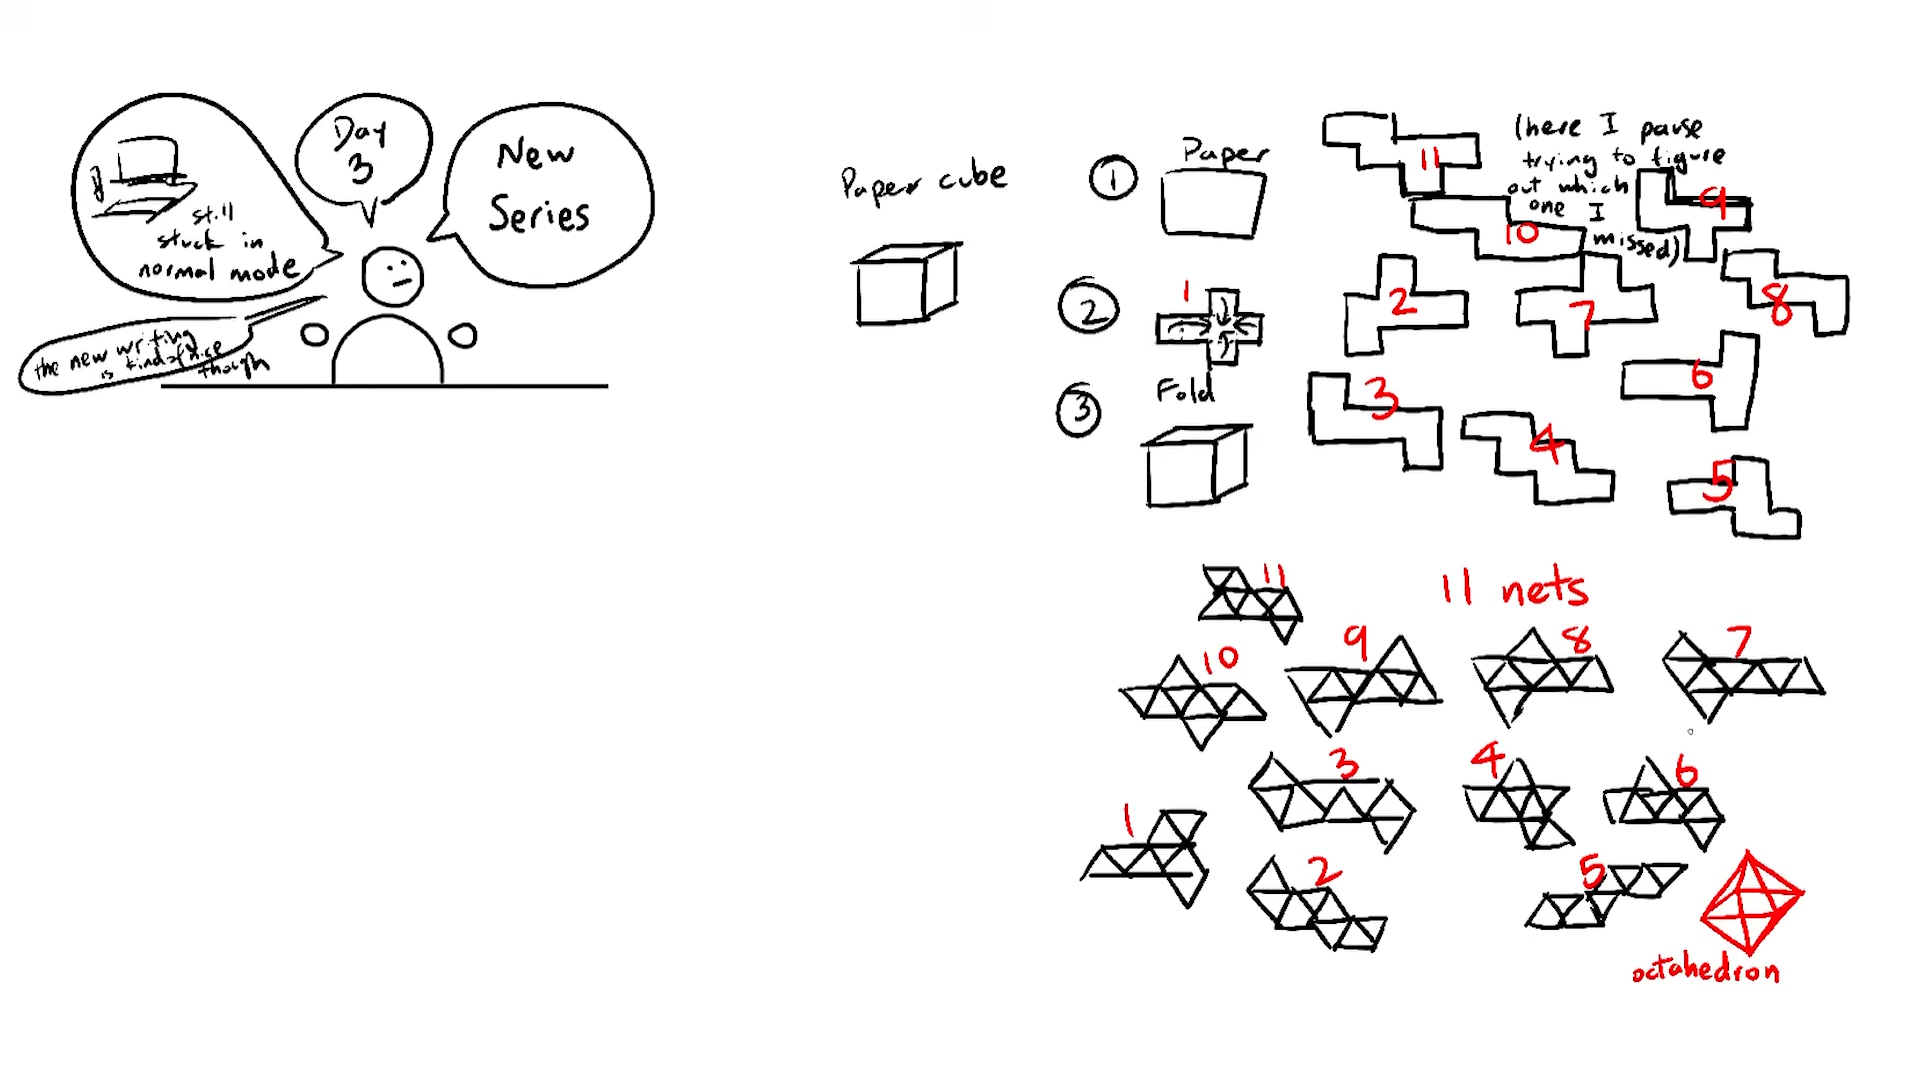 still
stuck in
normal mode
Day
3
New
Series
the new writing
is kind of nice
though
Paper cube
1
Paper
2
1
Fold
3
11
(here I pause
trying to figure
out which
one I
missed)
9
10
2
7
8
3
4
6
5
11 nets
11
10
9
8
7
1
3
4
6
2
5
octahedron